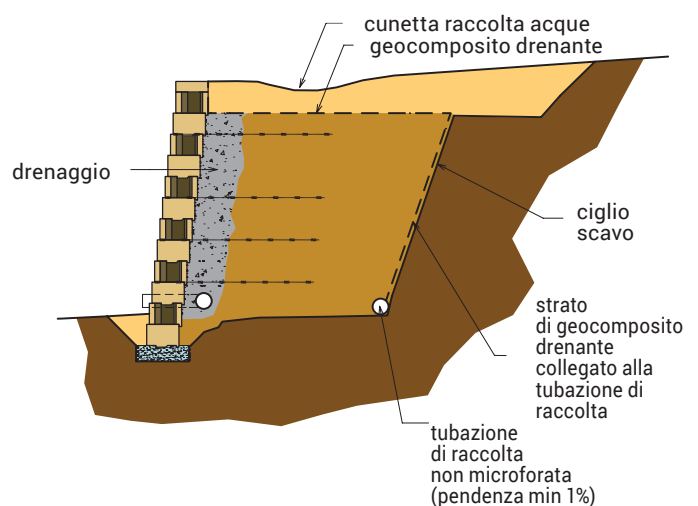 cunetta raccolta acque
geocomposito drenante
drenaggio
ciglio
scavo
strato
di geocomposito
drenante
collegato alla
tubazione di
raccolta
tubazione
di raccolta
non microforata
(pendenza min 1%)